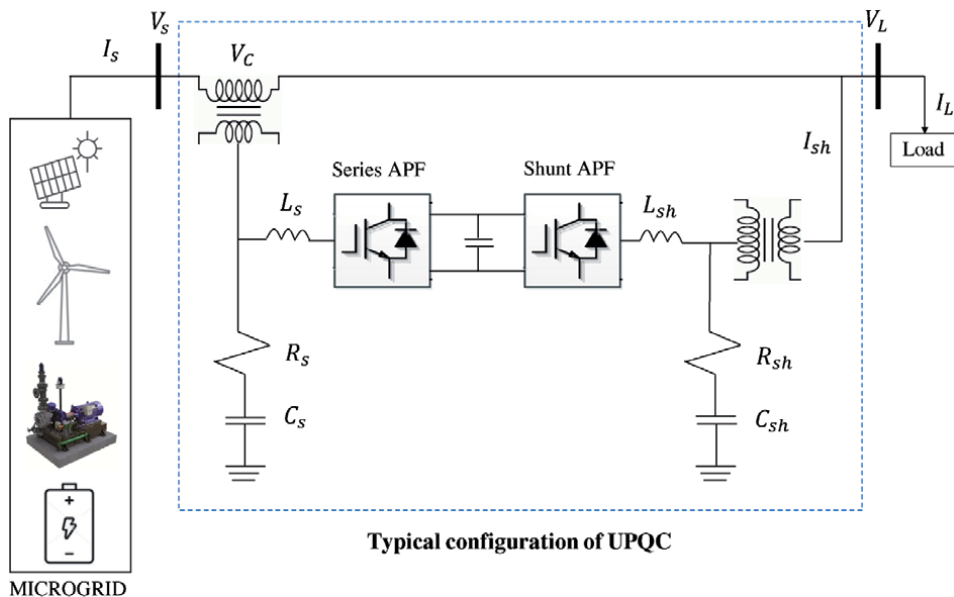 V_s
V_L
I_s
V_C
I_L
I_sh
Load
Series APF
Shunt APF
L_s
L_sh
R_s
R_sh
C_s
C_sh
+
−
Typical configuration of UPQC
MICROGRID